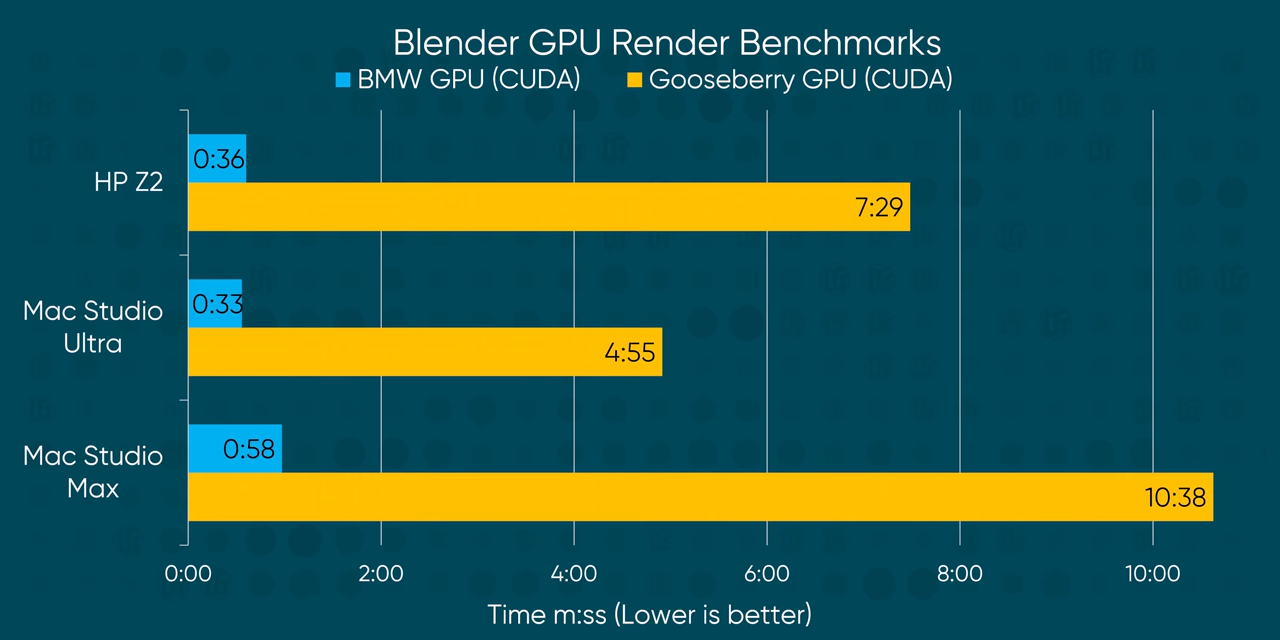 Blender GPU Render Benchmarks
BMW GPU (CUDA) Gooseberry GPU (CUDA)
HP Z2
0:36
7:29
Mac Studio
Ultra
0:33
4:55
Mac Studio
Max
0:58
10:38
0:00 2:00 4:00 6:00 8:00 10:00
Time m:ss (Lower is better)